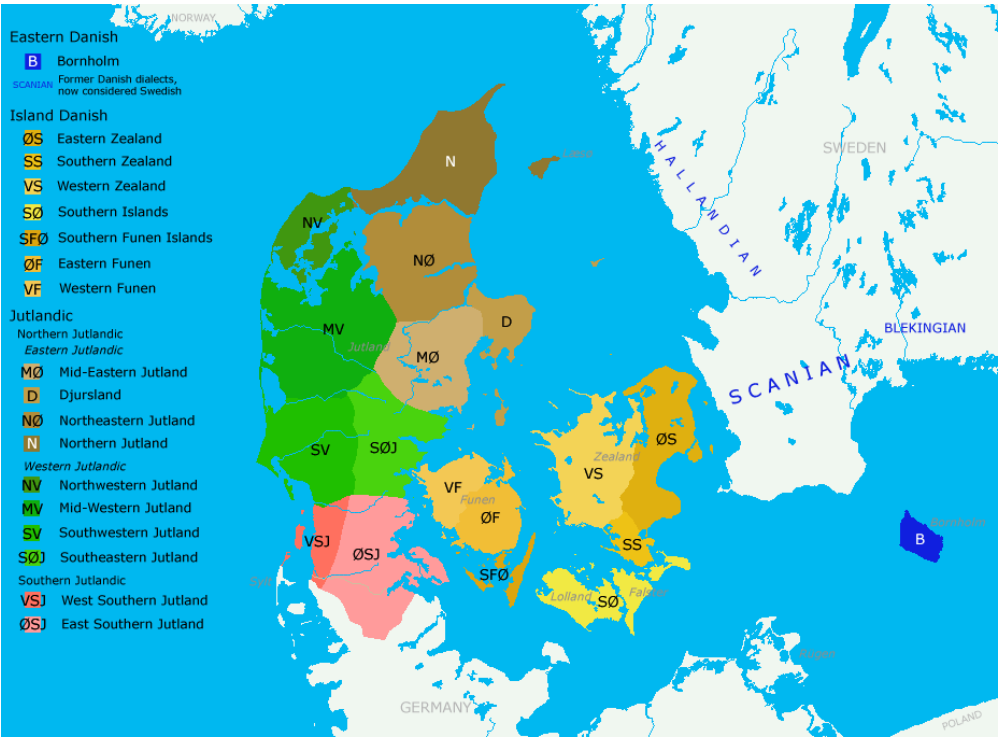 NORWAY
Eastern Danish
B Bornholm
SCANIAN Former Danish dialects,
now considered Swedish
Island Danish
ØS Eastern Zealand
SS Southern Zealand
VS Western Zealand
SØ Southern Islands
SFØ Southern Funen Islands
ØF Eastern Funen
VF Western Funen
Jutlandic
Northern Jutlandic
Eastern Jutlandic
MØ Mid-Eastern Jutland
D Djursland
NØ Northeastern Jutland
N Northern Jutland
Western Jutlandic
NV Northwestern Jutland
MV Mid-Western Jutland
SV Southwestern Jutland
SØJ Southeastern Jutland
Southern Jutlandic
VSJ West Southern Jutland
ØSJ East Southern Jutland
N
Læsø
HALLANDIAN
SWEDEN
NV
NØ
D
MV
Jutland
MØ
BLEKINGIAN
SCANIAN
SV
SØJ
ØS
Zealand
VS
VF
Funen
ØF
Bornholm
B
VSJ
ØSJ
SS
SFØ
Sylt
Lolland
SØ
Falster
Rügen
GERMANY
POLAND